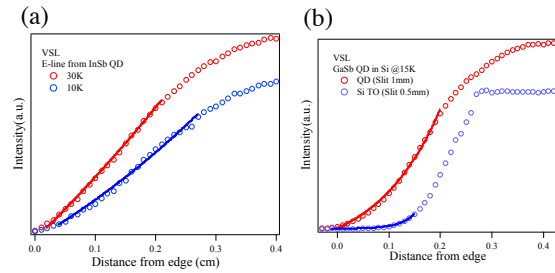 (a)
VSL
E-line from InSb QD
30K
10K
Intensity(a.u.)
0.0 0.1 0.2 0.3 0.4
Distance from edge (cm)
(b)
VSL
GaSb QD in Si @15K
QD (Slit 1mm)
Si TO (Slit 0.5mm)
Intensity(a.u.)
0.0 0.1 0.2 0.3 0.4
Distance from edge